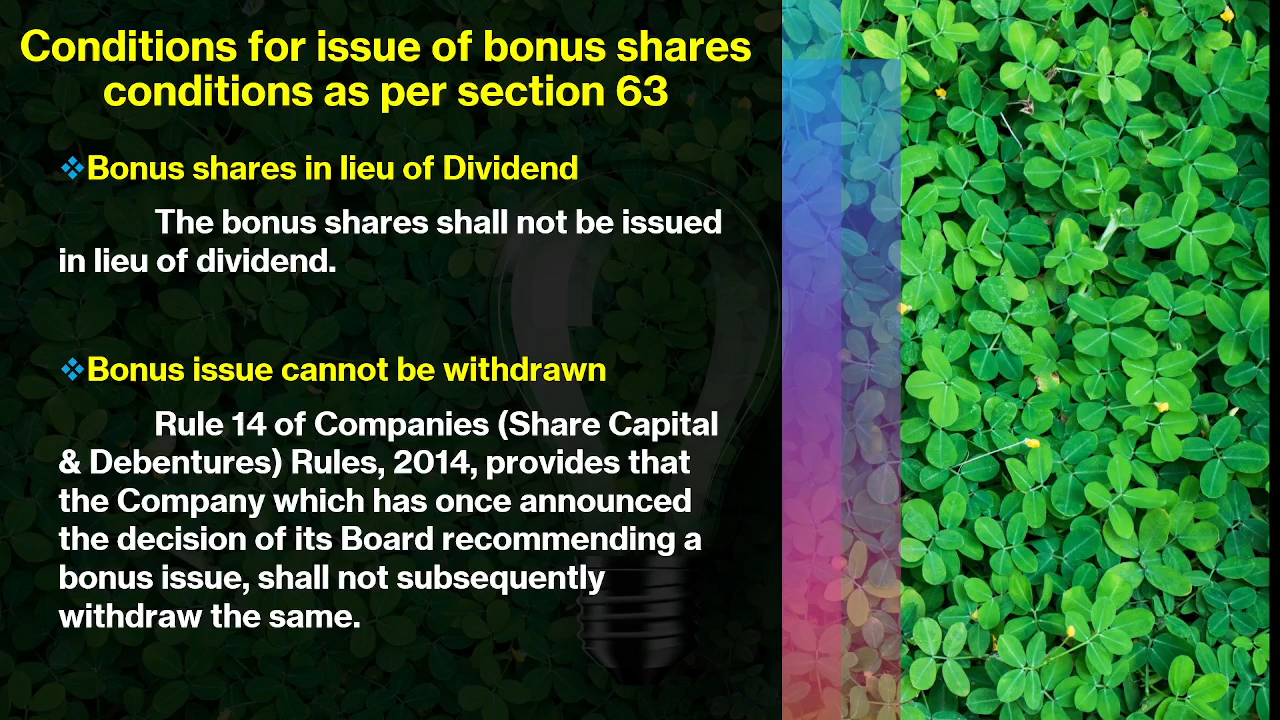 Conditions for issue of bonus shares
conditions as per section 63
❖Bonus shares in lieu of Dividend
The bonus shares shall not be issued
in lieu of dividend.
❖Bonus issue cannot be withdrawn
Rule 14 of Companies (Share Capital
& Debentures) Rules, 2014, provides that
the Company which has once announced
the decision of its Board recommending a
bonus issue, shall not subsequently
withdraw the same.